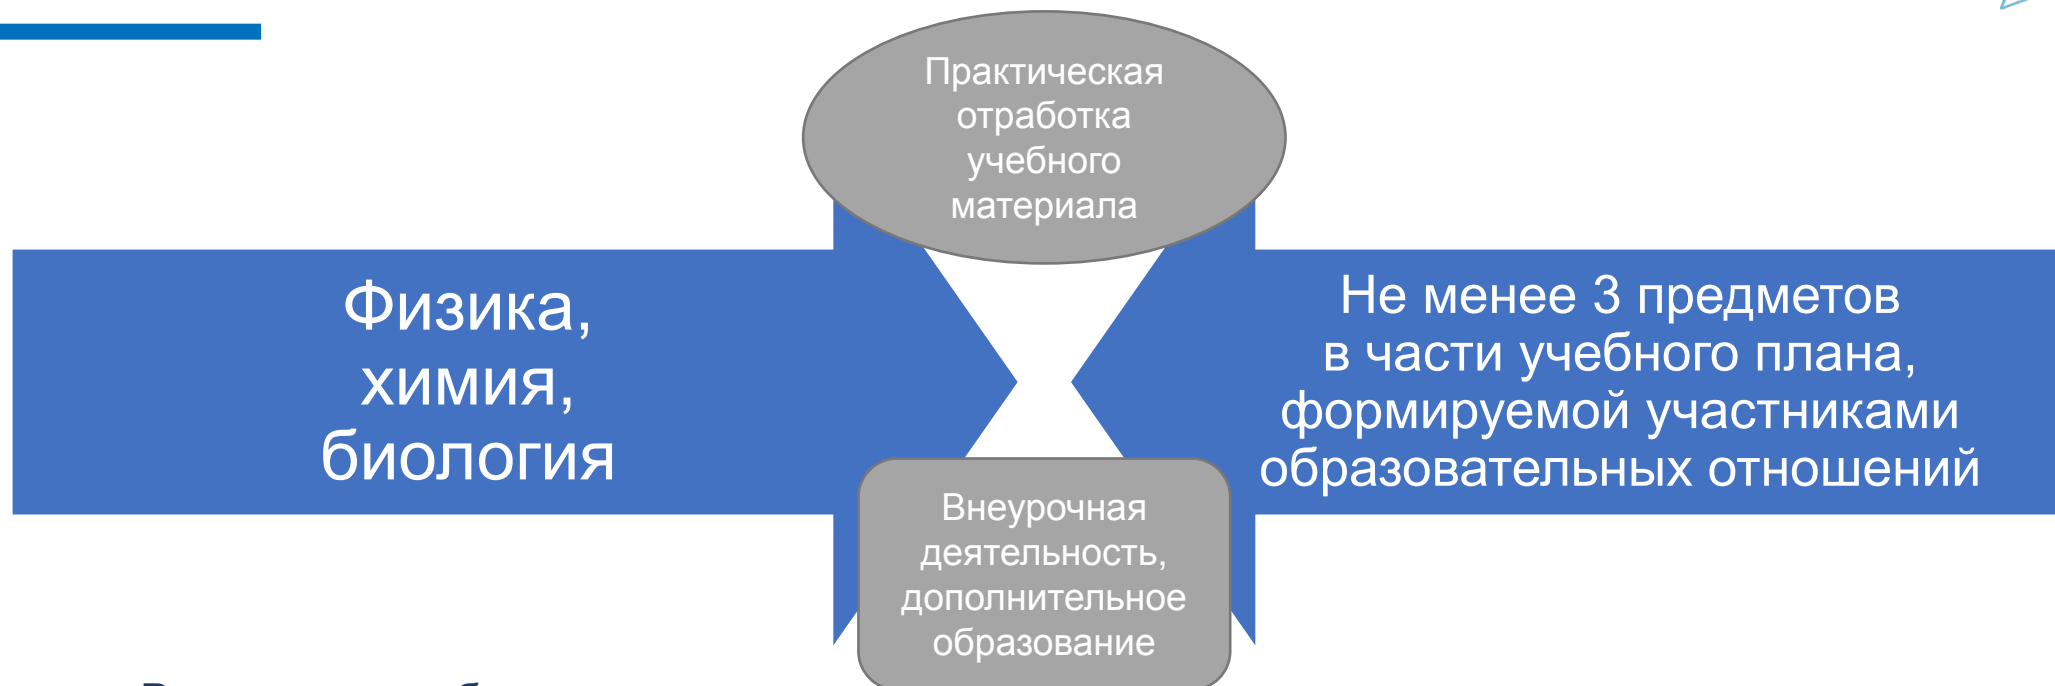 Практическая
отработка
учебного
материала
Физика,
химия,
биология
Не менее 3 предметов
в части учебного плана,
формируемой участниками
образовательных отношений
Внеурочная
деятельность,
дополнительное
образование